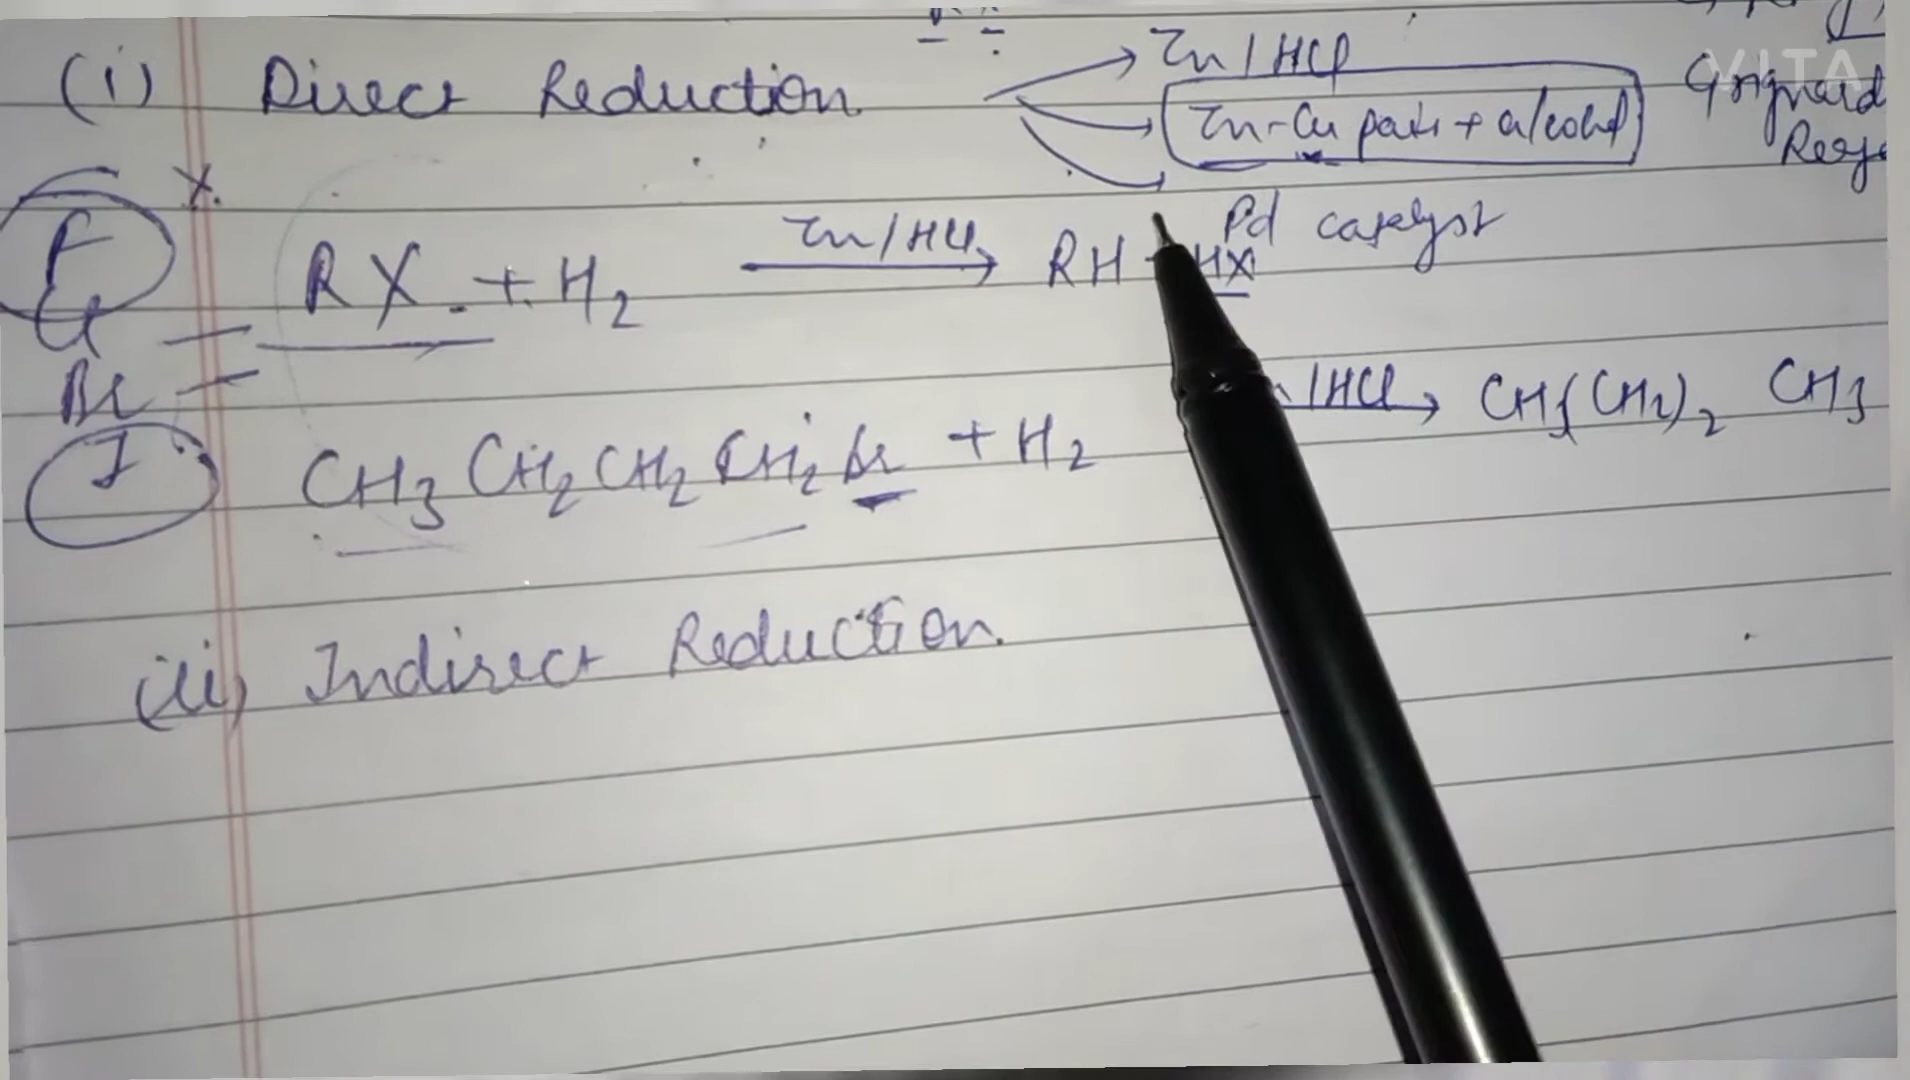 (i) Direct Reduction
Zn/HCl
Zn-Cu pair + alcohol
Pd catalyst
Grignard
VITA
X
F
Cl
Br
I
RX + H2 Zn/HCl RH HX
CH3 CH2 CH2 CH2 Br + H2 /HCl CH3(CH2)2 CH3
(ii) Indirect Reduction.